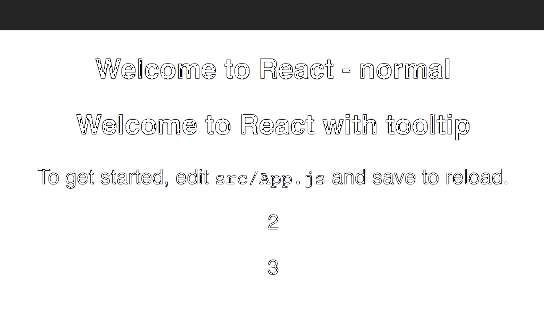 Welcome to React - normal
Welcome to React with tooltip
To get started, edit src/App.js and save to reload.
2
3